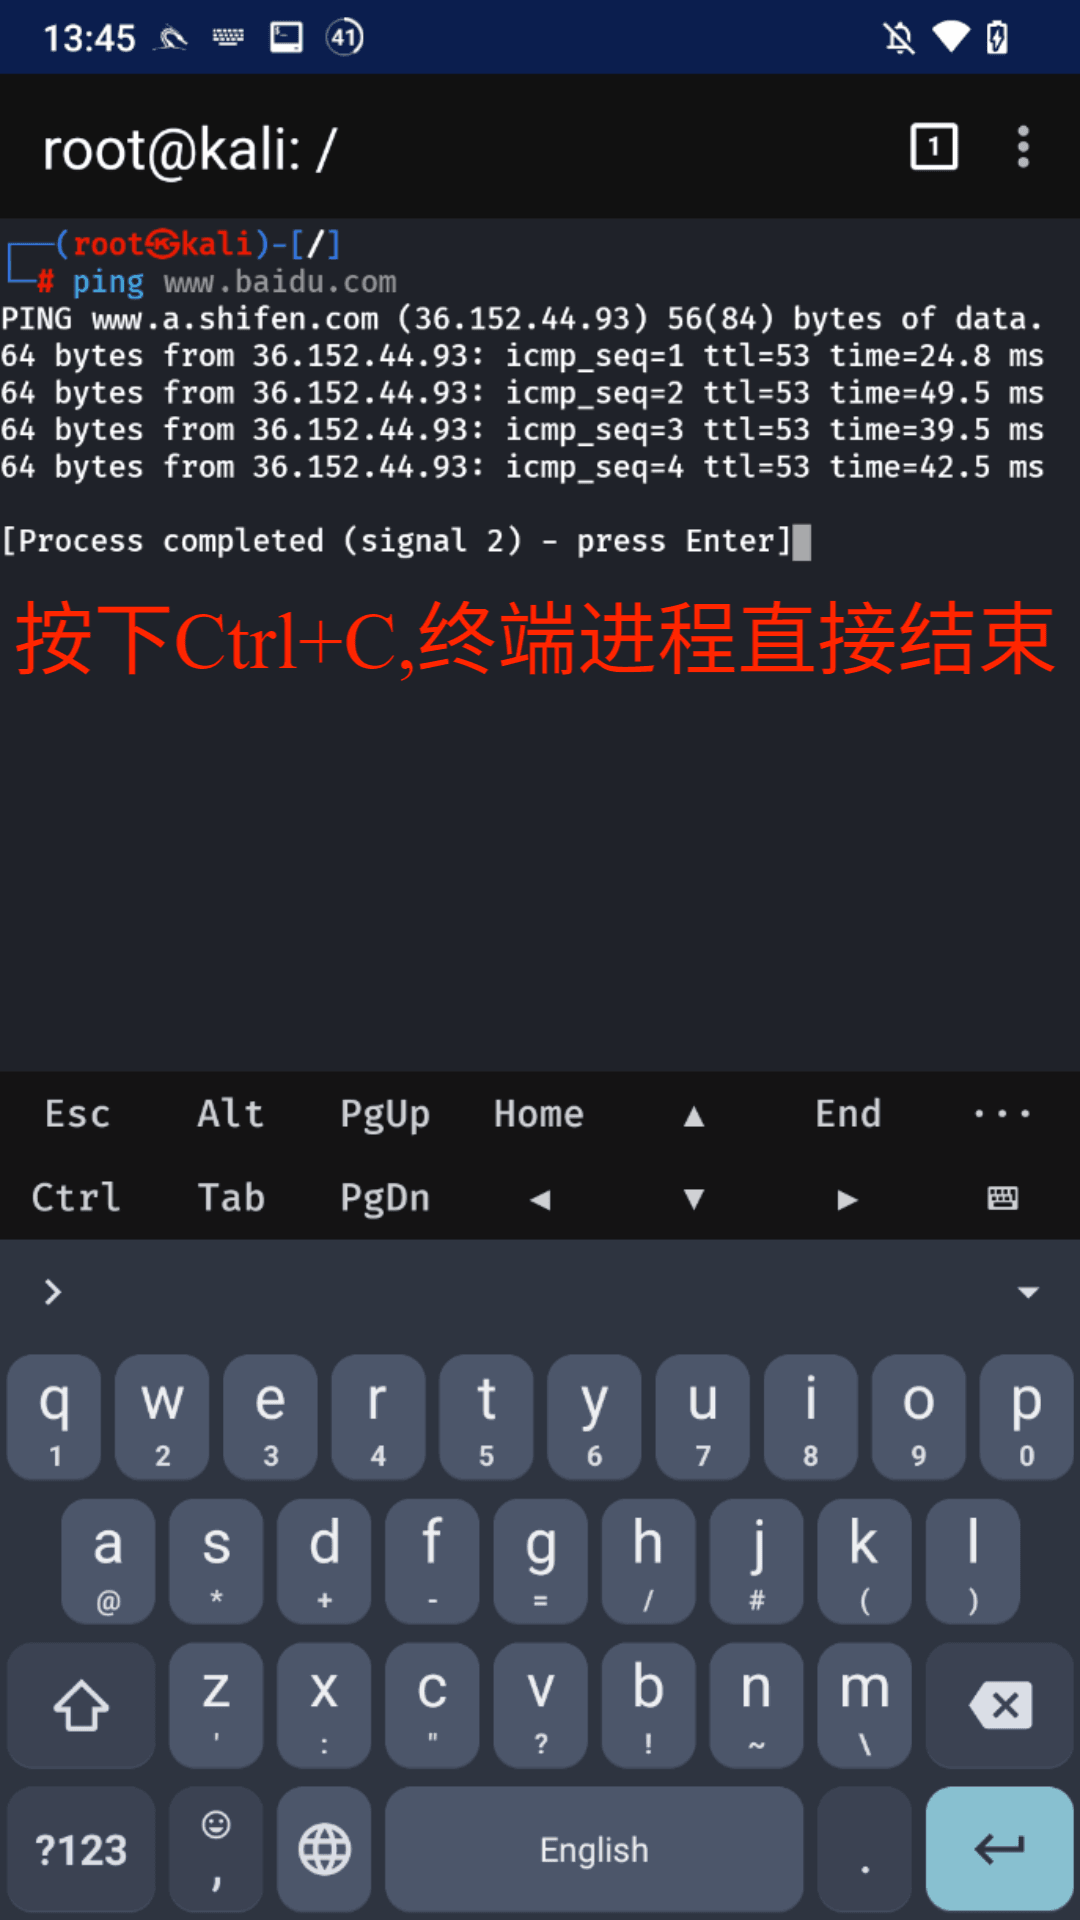 13:45 41
root@kali: / 1
┌──(root㉿kali)-[/]
└─# ping www.baidu.com
PING www.a.shifen.com (36.152.44.93) 56(84) bytes of data.
64 bytes from 36.152.44.93: icmp_seq=1 ttl=53 time=24.8 ms
64 bytes from 36.152.44.93: icmp_seq=2 ttl=53 time=49.5 ms
64 bytes from 36.152.44.93: icmp_seq=3 ttl=53 time=39.5 ms
64 bytes from 36.152.44.93: icmp_seq=4 ttl=53 time=42.5 ms
[Process completed (signal 2) - press Enter]
按下Ctrl+C,终端进程直接结束
Esc Alt PgUp Home ▲ End ···
Ctrl Tab PgDn ◀ ▼ ▶
q w e r t y u i o p
1 2 3 4 5 6 7 8 9 0
a s d f g h j k l
@ * + - = / # ( )
z x c v b n m
' : " ? ! ~ \
?123 , English .